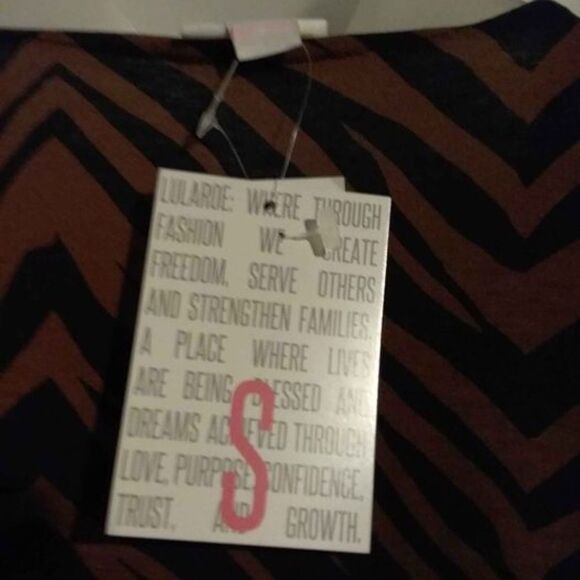 LULAROE: WHERE THROUGH
FASHION WE CREATE
FREEDOM, SERVE OTHERS
AND STRENGTHEN FAMILIES.
A PLACE WHERE LIVES
ARE BEING BLESSED AND
DREAMS ACHIEVED THROUGH
LOVE, PURPOSE, CONFIDENCE,
TRUST, AND GROWTH.
S